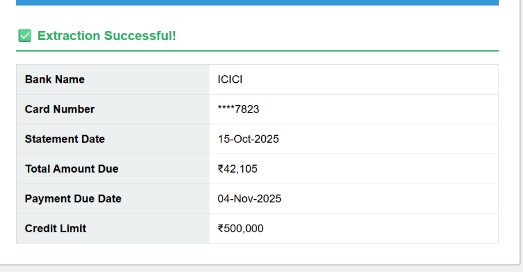 ✅ Extraction Successful!
Bank Name ICICI
Card Number ****7823
Statement Date 15-Oct-2025
Total Amount Due ₹42,105
Payment Due Date 04-Nov-2025
Credit Limit ₹500,000